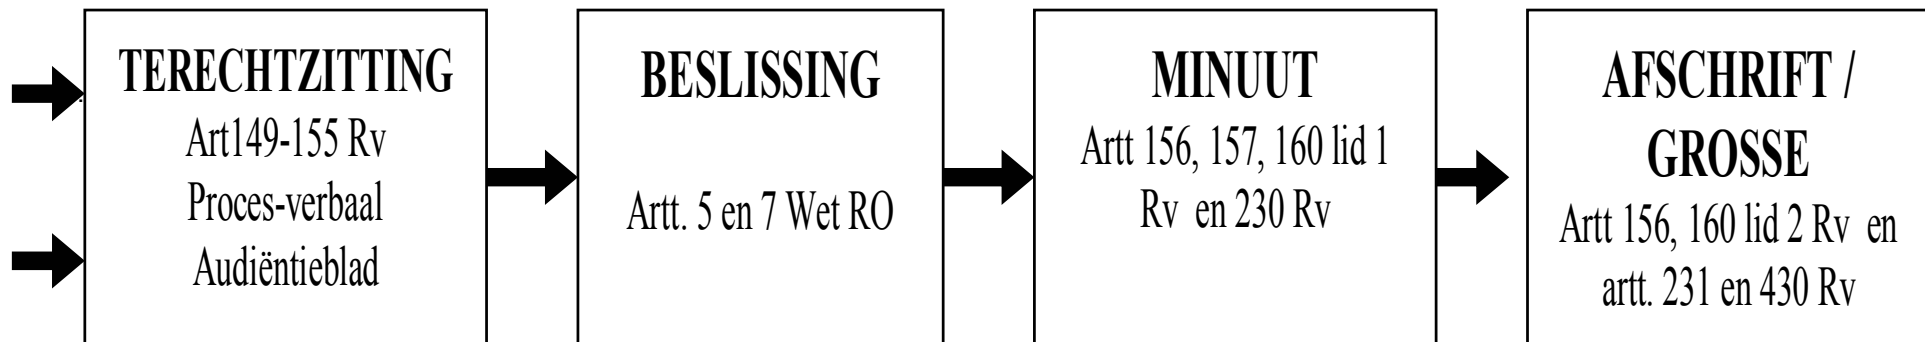 TERECHTZITTING
Art149-155 Rv
Proces-verbaal
Audiëntieblad
BESLISSING
Artt. 5 en 7 Wet RO
MINUUT
Artt 156, 157, 160 lid 1
Rv en 230 Rv
AFSCHRIFT /
GROSSE
Artt 156, 160 lid 2 Rv en
artt. 231 en 430 Rv